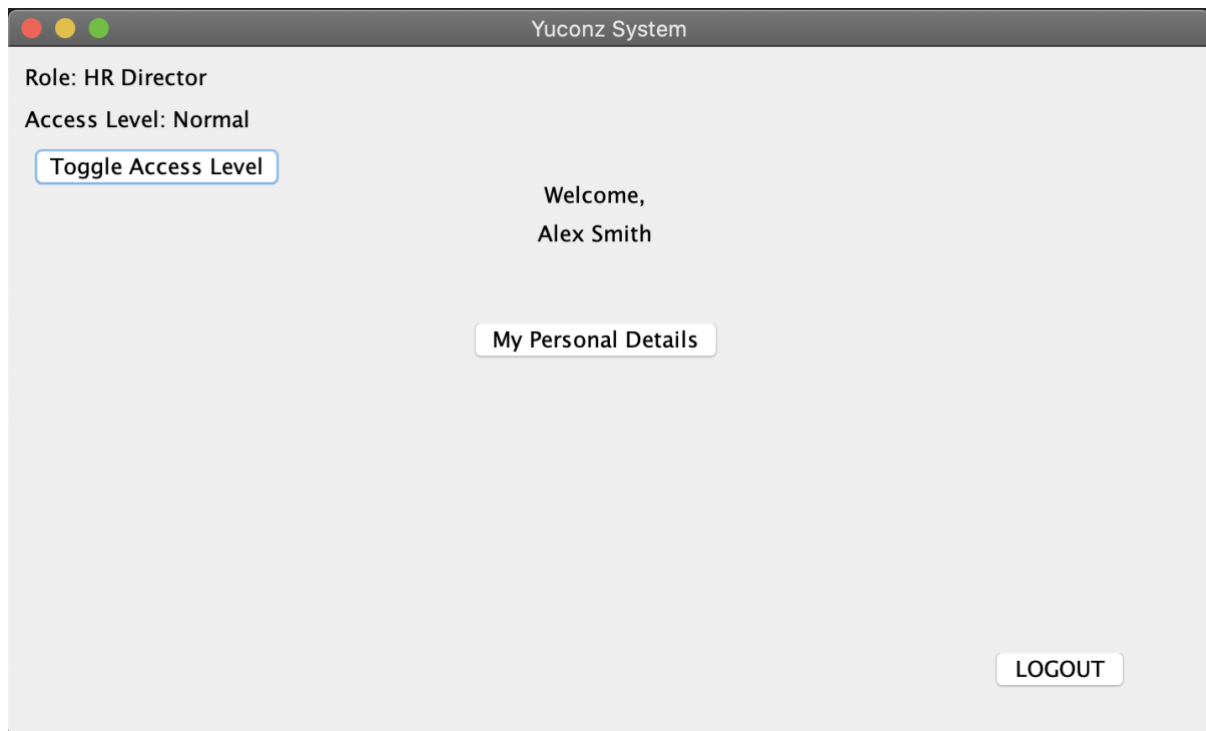 Yuconz System
Role: HR Director
Access Level: Normal
Toggle Access Level
Welcome,
Alex Smith
My Personal Details
LOGOUT